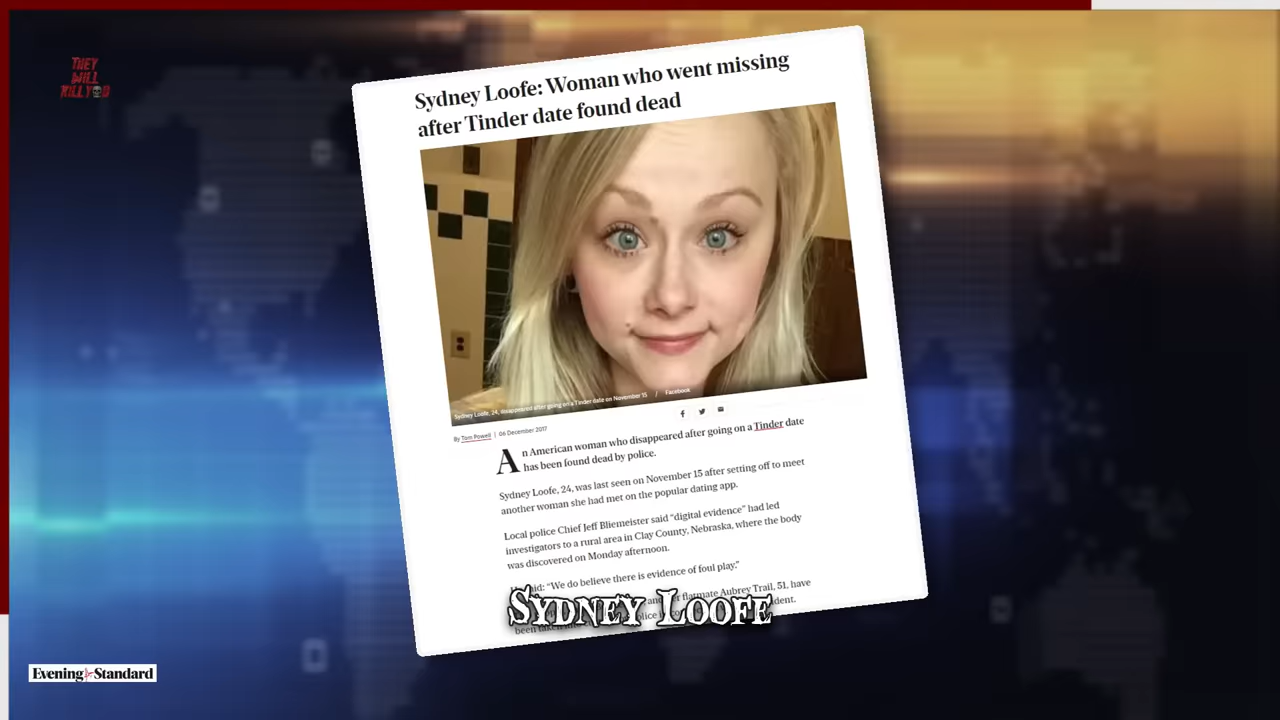 THEY
WILL
KILL YOU
Sydney Loofe: Woman who went missing
after Tinder date found dead
Sydney Loofe, 24, disappeared after going on a Tinder date on November 15 / Facebook
By Tom Powell | 06 December 2017
An American woman who disappeared after going on a Tinder date
has been found dead by police.
Sydney Loofe, 24, was last seen on November 15 after setting off to meet
another woman she had met on the popular dating app.
Local police Chief Jeff Bliemeister said “digital evidence” had led
investigators to a rural area in Clay County, Nebraska, where the body
was discovered on Monday afternoon.
said: “We do believe there is evidence of foul play.”
flatmate Aubrey Trail, 51, have
been
SYDNEY LOOFE
Evening Standard